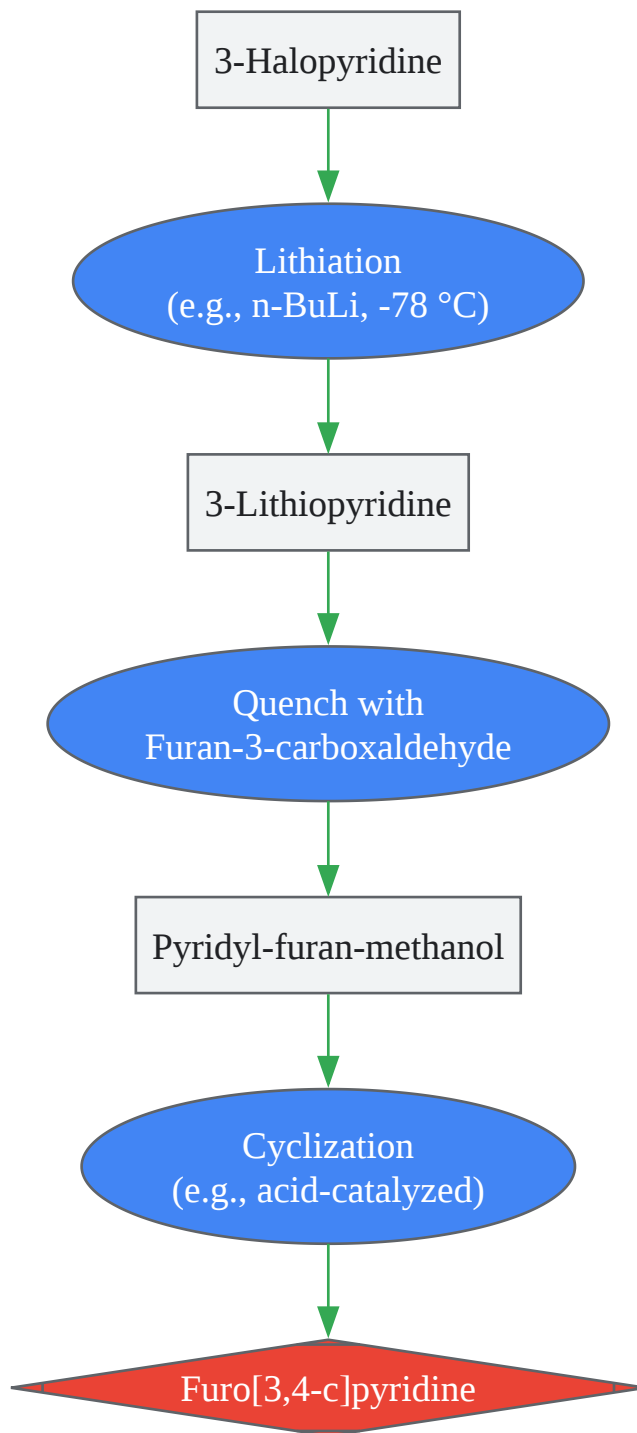 3-Halopyridine
Lithiation
(e.g., n-BuLi, -78 °C)
3-Lithiopyridine
Quench with
Furan-3-carboxaldehyde
Pyridyl-furan-methanol
Cyclization
(e.g., acid-catalyzed)
Furo[3,4-c]pyridine